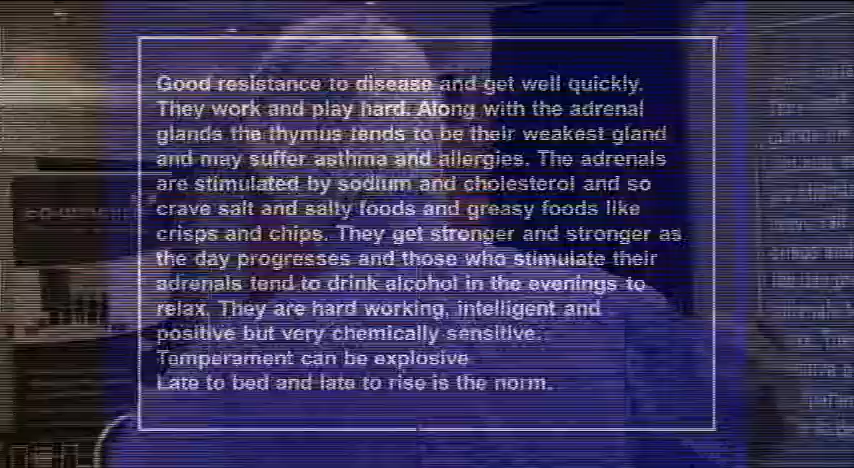 Good resistance to disease and get well quickly.
They work and play hard. Along with the adrenal
glands the thymus tends to be their weakest gland
and may suffer asthma and allergies. The adrenals
are stimulated by sodium and cholesterol and so
crave salt and salty foods and greasy foods like
crisps and chips. They get stronger and stronger as
the day progresses and those who stimulate their
adrenals tend to drink alcohol in the evenings to
relax. They are hard working, intelligent and
positive but very chemically sensitive.
Temperament can be explosive
Late to bed and late to rise is the norm.